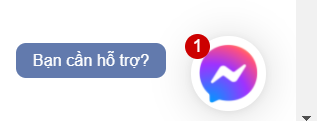 Bạn cần hỗ trợ?
1